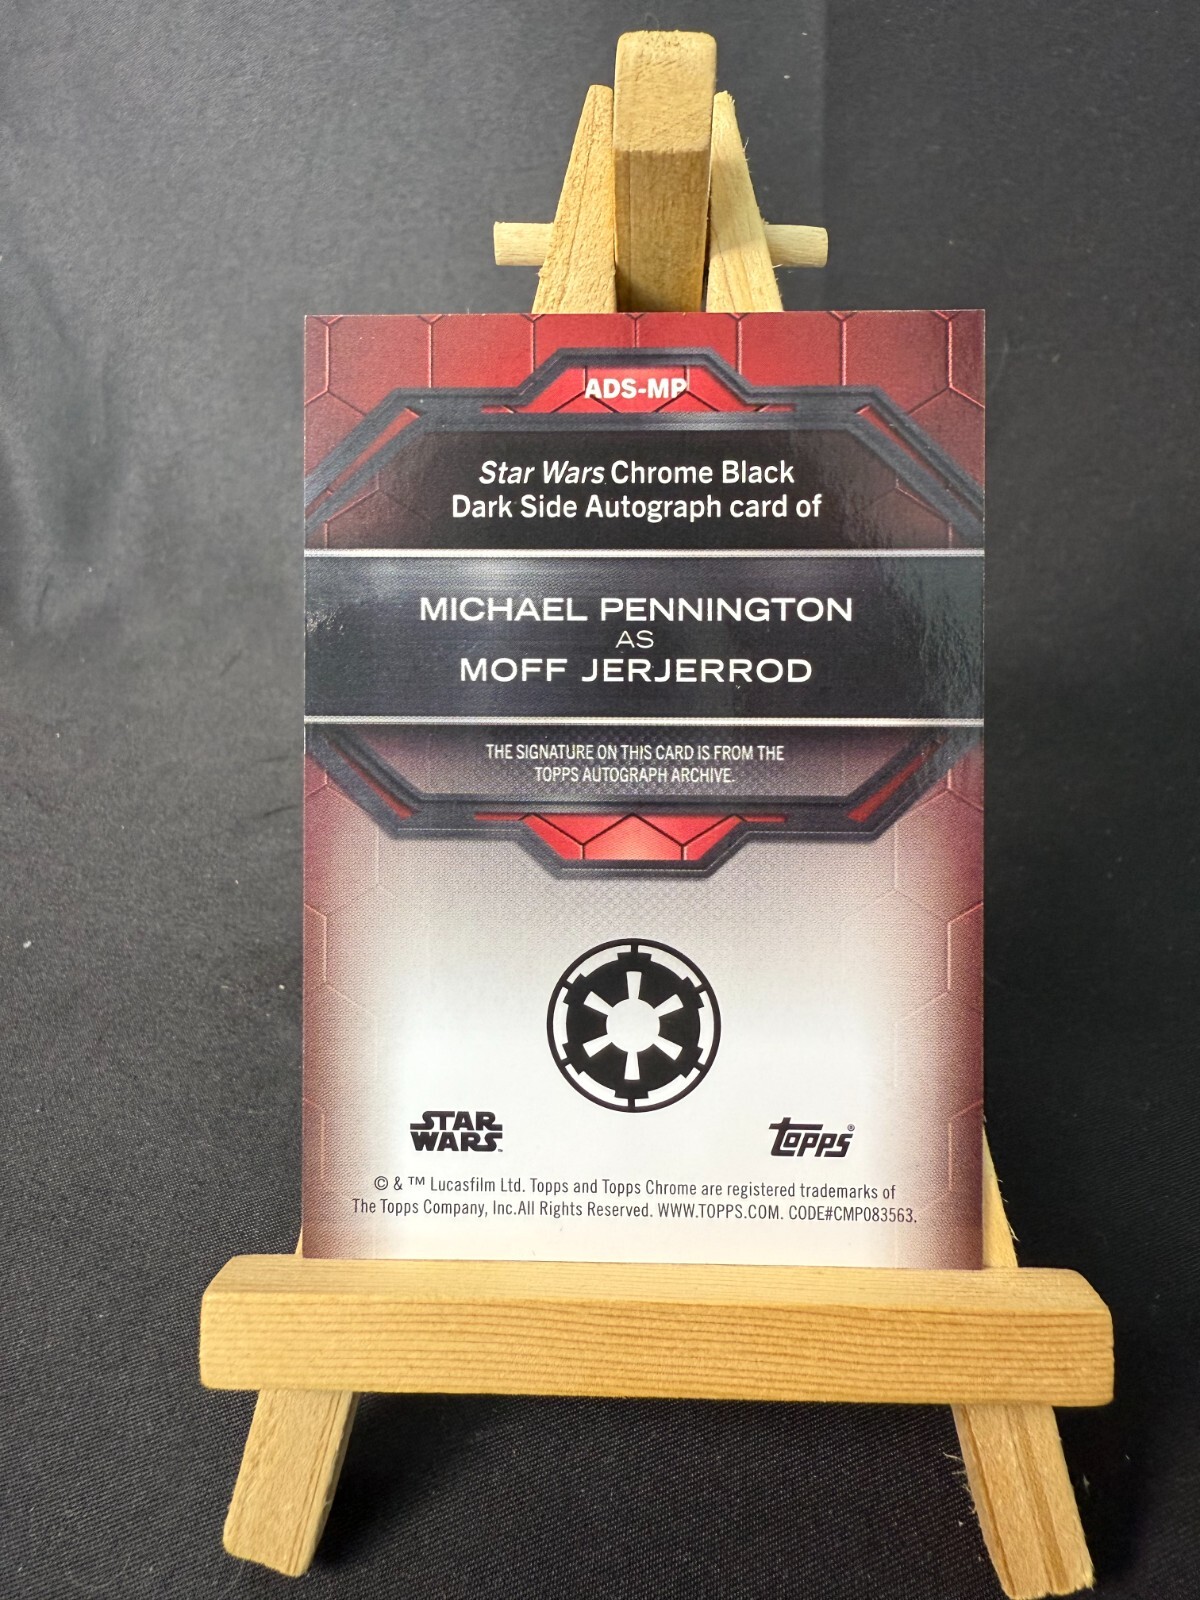 ADS-MP
Star Wars Chrome Black
Dark Side Autograph card of
MICHAEL PENNINGTON
AS
MOFF JERJERROD
THE SIGNATURE ON THIS CARD IS FROM THE
TOPPS AUTOGRAPH ARCHIVE.
STAR
WARS™
topps®
© & ™ Lucasfilm Ltd. Topps and Topps Chrome are registered trademarks of
The Topps Company, Inc.All Rights Reserved. WWW.TOPPS.COM. CODE#CMP083563.